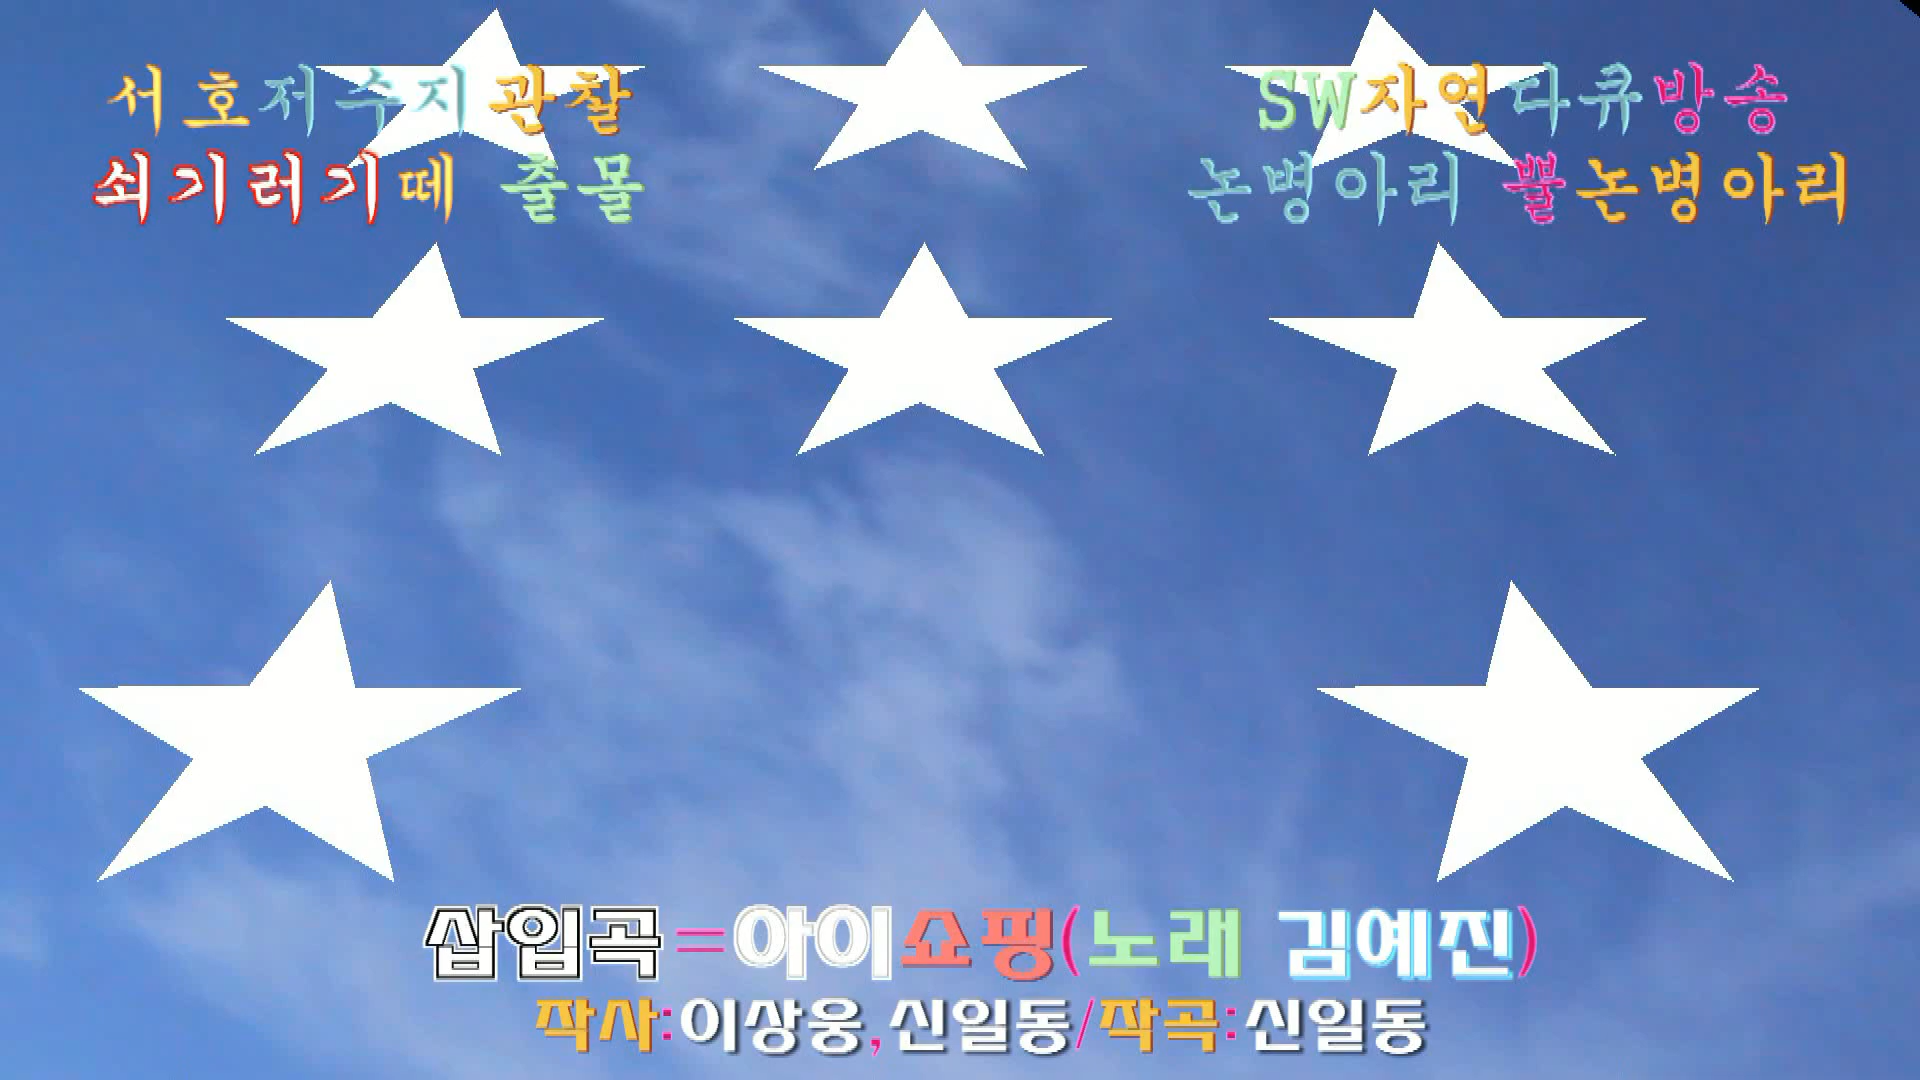 서호저수지관찰
쇠기러기떼 출몰
SW자연다큐방송
논병아리 뿔논병아리
삽입곡=아이쇼핑(노래 김예진)
작사:이상웅,신일동/작곡:신일동